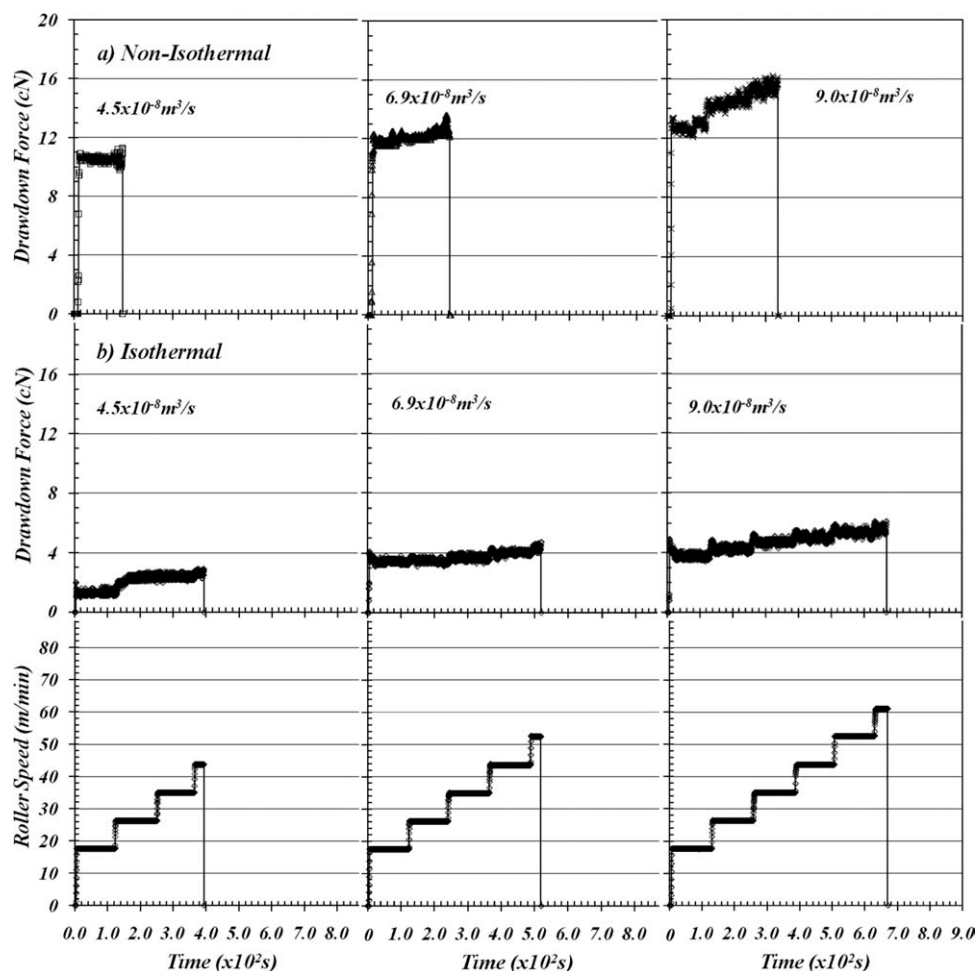 20
16
12
8
4
0
Drawdown Force (cN)
a) Non-Isothermal
4.5x10⁻⁸m³/s
6.9x10⁻⁸m³/s
9.0x10⁻⁸m³/s
16
12
8
4
0
Drawdown Force (cN)
b) Isothermal
4.5x10⁻⁸m³/s
6.9x10⁻⁸m³/s
9.0x10⁻⁸m³/s
80
70
60
50
40
30
20
10
0
Roller Speed (m/min)
0.0 1.0 2.0 3.0 4.0 5.0 6.0 7.0 8.0
0 1.0 2.0 3.0 4.0 5.0 6.0 7.0 8.0
0 1.0 2.0 3.0 4.0 5.0 6.0 7.0 8.0 9.0
Time (x10²s)
Time (x10²s)
Time (x10²s)